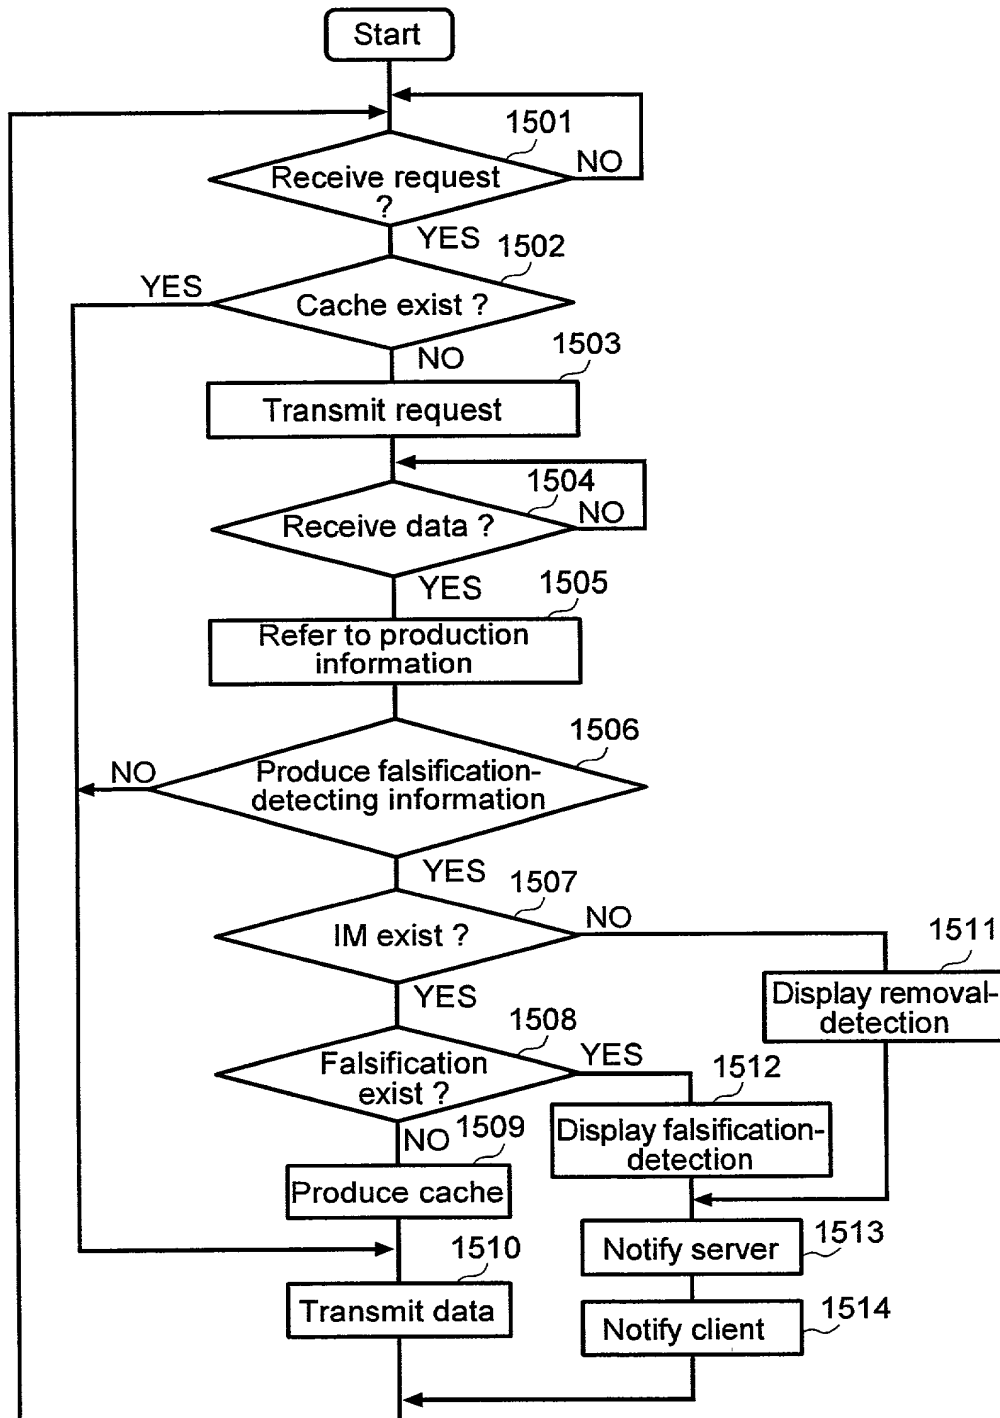 Start
1501
Receive request
?
NO
YES
1502
YES
Cache exist ?
NO
1503
Transmit request
1504
Receive data ?
NO
YES
1505
Refer to production
information
1506
NO
Produce falsification-
detecting information
YES
1507
IM exist ?
NO
1511
Display removal-
detection
YES
1508
Falsification
exist ?
YES
1512
Display falsification-
detection
NO
1509
Produce cache
1513
Notify server
1510
Transmit data
1514
Notify client